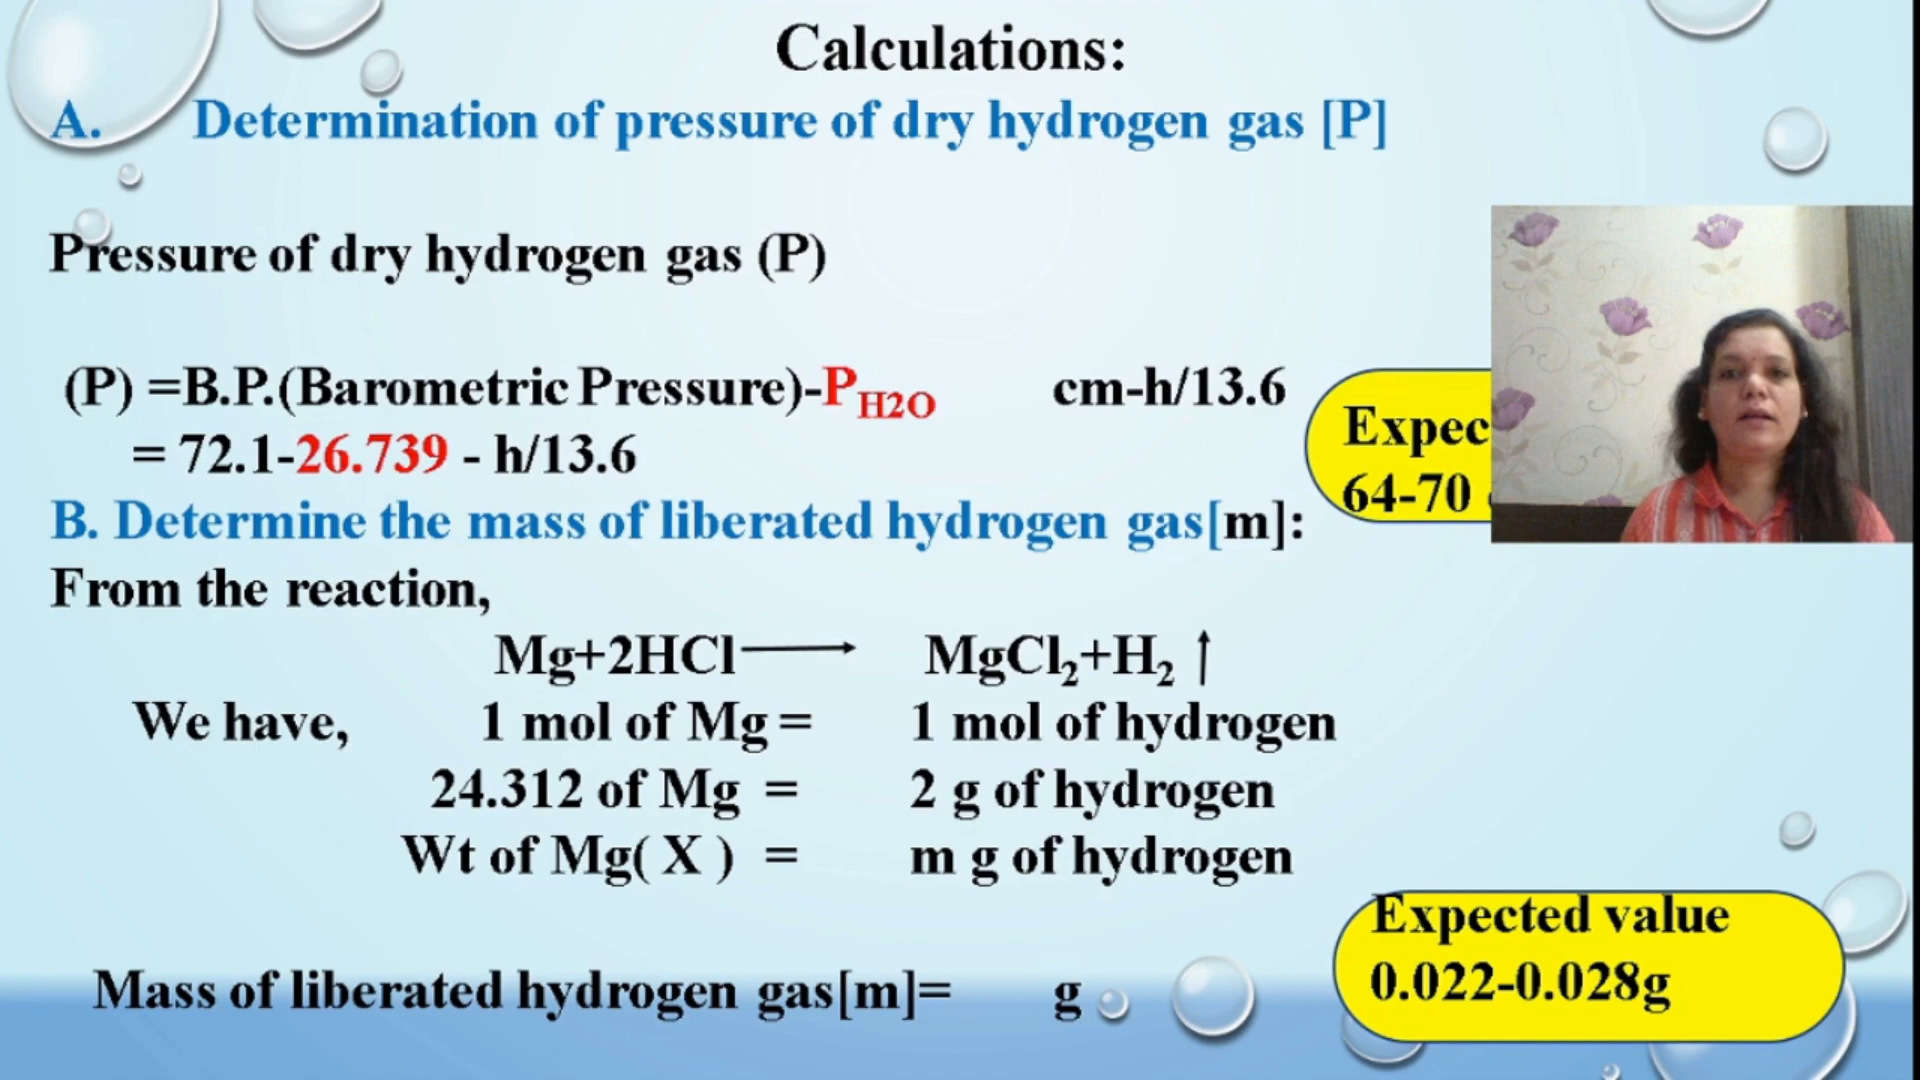 Calculations:
A. Determination of pressure of dry hydrogen gas [P]
Pressure of dry hydrogen gas (P)
(P) =B.P.(Barometric Pressure)-PH2O cm-h/13.6
= 72.1-26.739 - h/13.6
Expec
64-70
B. Determine the mass of liberated hydrogen gas[m]:
From the reaction,
Mg+2HCl⟶ MgCl₂+H₂ ↑
We have, 1 mol of Mg = 1 mol of hydrogen
24.312 of Mg = 2 g of hydrogen
Wt of Mg( X ) = m g of hydrogen
Expected value
0.022-0.028g
Mass of liberated hydrogen gas[m]= g